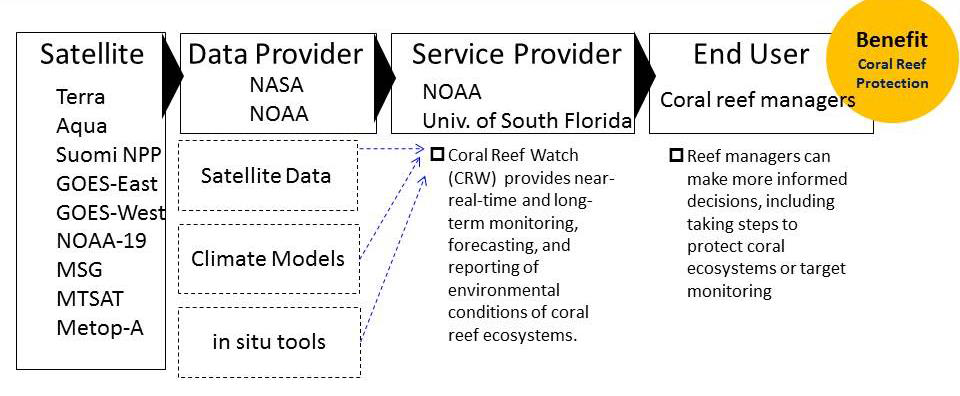 Satellite
Terra
Aqua
Suomi NPP
GOES-East
GOES-West
NOAA-19
MSG
MTSAT
Metop-A
Data Provider
NASA
NOAA
Satellite Data
Climate Models
in situ tools
Service Provider
NOAA
Univ. of South Florida
Coral Reef Watch
(CRW) provides near-
real-time and long-
term monitoring,
forecasting, and
reporting of
environmental
conditions of coral
reef ecosystems.
End User
Coral reef managers
Reef managers can
make more informed
decisions, including
taking steps to
protect coral
ecosystems or target
monitoring
Benefit
Coral Reef
Protection